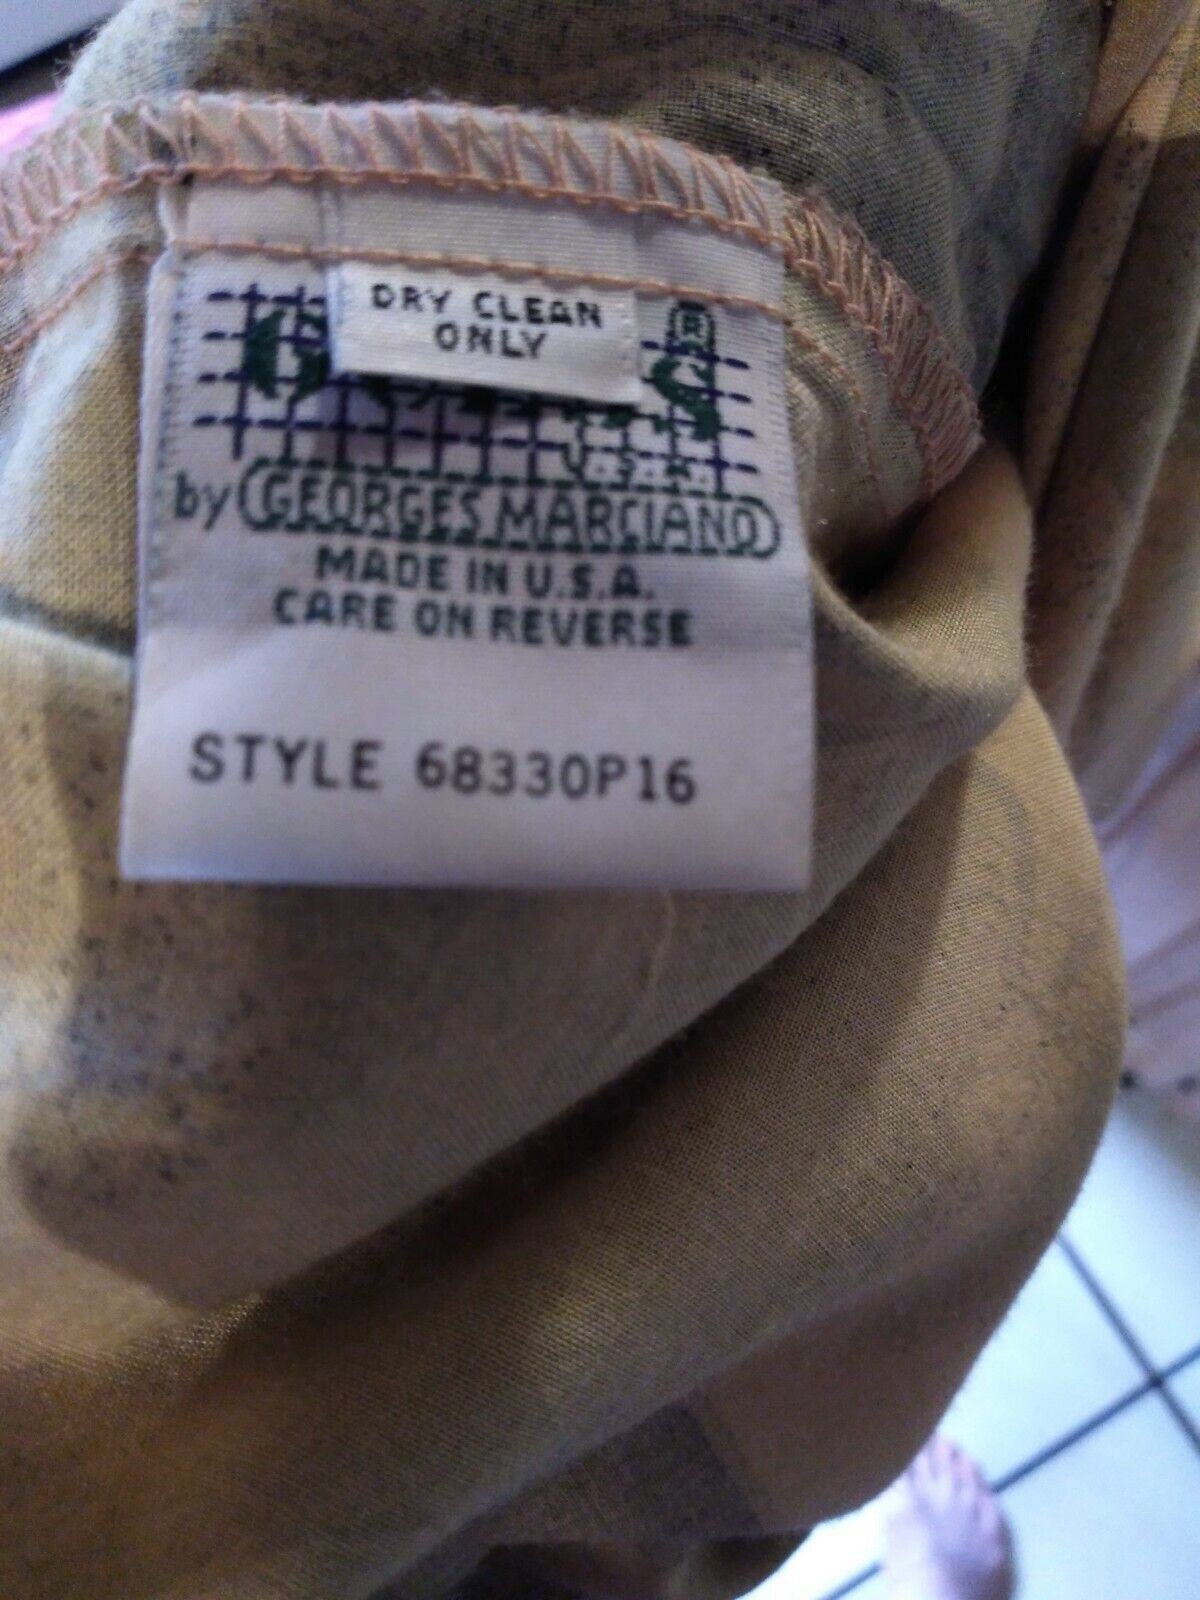 DRY CLEAN
ONLY
®
U.S.A.
by GEORGES MARCIANO
MADE IN U.S.A.
CARE ON REVERSE
STYLE 68330P16